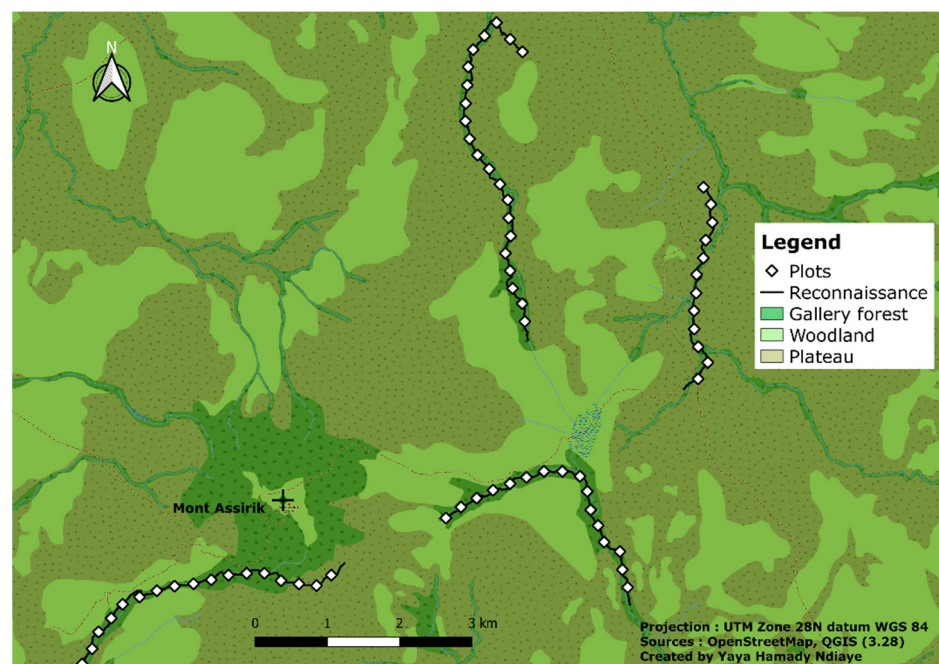 N
Legend
Plots
Reconnaissance
Gallery forest
Woodland
Plateau
Mont Assirik
0 1 2 3 km
Projection : UTM Zone 28N datum WGS 84
Sources : OpenStreetMap, QGIS (3.28)
Created by Yaya Hamady Ndiaye